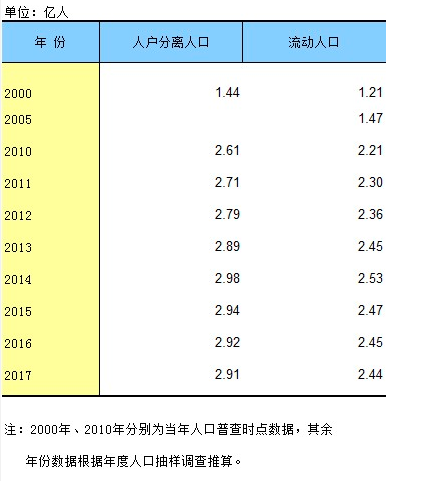 单位：亿人
年 份 人户分离人口 流动人口
2000 1.44 1.21
2005 1.47
2010 2.61 2.21
2011 2.71 2.30
2012 2.79 2.36
2013 2.89 2.45
2014 2.98 2.53
2015 2.94 2.47
2016 2.92 2.45
2017 2.91 2.44
注：2000年、2010年分别为当年人口普查时点数据，其余
年份数据根据年度人口抽样调查推算。